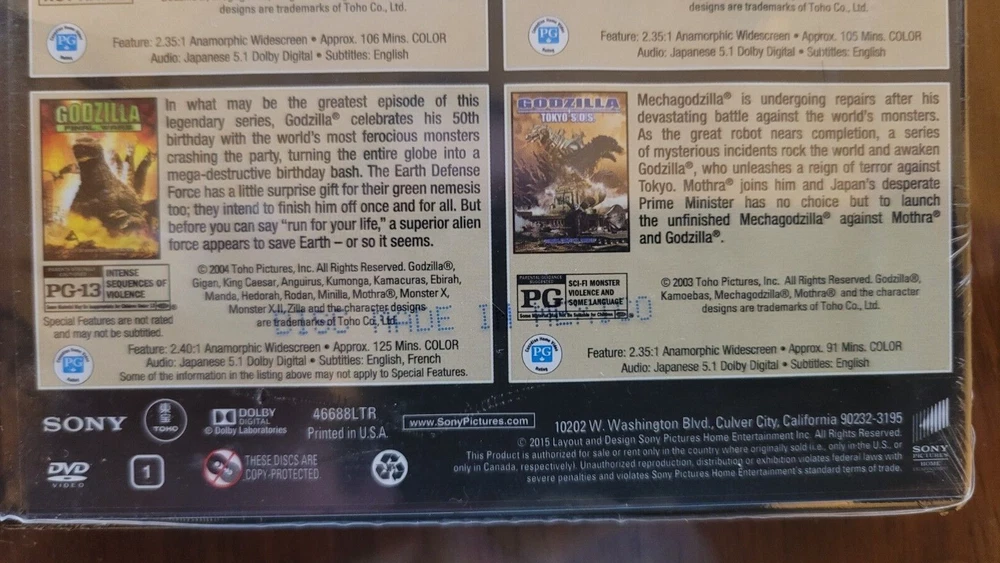 designs are trademarks of Toho Co., Ltd.
PG
Feature: 2.35:1 Anamorphic Widescreen • Approx. 106 Mins. COLOR
Audio: Japanese 5.1 Dolby Digital • Subtitles: English
designs are trademarks of Toho Co., Ltd.
PG
Feature: 2.35:1 Anamorphic Widescreen • Approx. 105 Mins. COLOR
Audio: Japanese 5.1 Dolby Digital • Subtitles: English
GODZILLA
FINAL WARS
In what may be the greatest episode of this
legendary series, Godzilla® celebrates his 50th
birthday with the world's most ferocious monsters
crashing the party, turning the entire globe into a
mega-destructive birthday bash. The Earth Defense
Force has a little surprise gift for their green nemesis
too; they intend to finish him off once and for all. But
before you can say "run for your life," a superior alien
force appears to save Earth – or so it seems.
PARENTS STRONGLY CAUTIONED
PG-13
INTENSE
SEQUENCES OF
VIOLENCE
Special Features are not rated
and may not be subtitled.
© 2004 Toho Pictures, Inc. All Rights Reserved. Godzilla®,
Gigan, King Caesar, Anguirus, Kumonga, Kamacuras, Ebirah,
Manda, Hedorah, Rodan, Minilla, Mothra®, Monster X,
Monster X II, Zilla and the character designs
are trademarks of Toho Co., Ltd.
DISC MADE IN MEXICO
PG
Feature: 2.40:1 Anamorphic Widescreen • Approx. 125 Mins. COLOR
Audio: Japanese 5.1 Dolby Digital • Subtitles: English, French
Some of the information in the listing above may not apply to Special Features.
GODZILLA
TOKYO S.O.S.
Mechagodzilla® is undergoing repairs after his
devastating battle against the world's monsters.
As the great robot nears completion, a series
of mysterious incidents rock the world and awaken
Godzilla®, who unleashes a reign of terror against
Tokyo. Mothra® joins him and Japan's desperate
Prime Minister has no choice but to launch
the unfinished Mechagodzilla® against Mothra®
and Godzilla®.
PARENTAL GUIDANCE SUGGESTED
PG
SCI-FI MONSTER
VIOLENCE AND
SOME LANGUAGE
© 2003 Toho Pictures, Inc. All Rights Reserved. Godzilla®,
Kamoebas, Mechagodzilla®, Mothra® and the character
designs are trademarks of Toho Co., Ltd.
PG
Feature: 2.35:1 Anamorphic Widescreen • Approx. 91 Mins. COLOR
Audio: Japanese 5.1 Dolby Digital • Subtitles: English
SONY
東宝
TOHO
DOLBY
DIGITAL
© Dolby Laboratories
46688LTR
Printed in U.S.A.
www.SonyPictures.com
DVD
VIDEO
1
THESE DISCS ARE
COPY-PROTECTED.
10202 W. Washington Blvd., Culver City, California 90232-3195
© 2015 Layout and Design Sony Pictures Home Entertainment Inc. All Rights Reserved.
This Product is authorized for sale or rent only in the country where originally sold (i.e., only in the U.S., or
only in Canada, respectively). Unauthorized reproduction, distribution or exhibition violates federal laws with
severe penalties and violates Sony Pictures Home Entertainment's standard terms of trade.
SONY
PICTURES
HOME